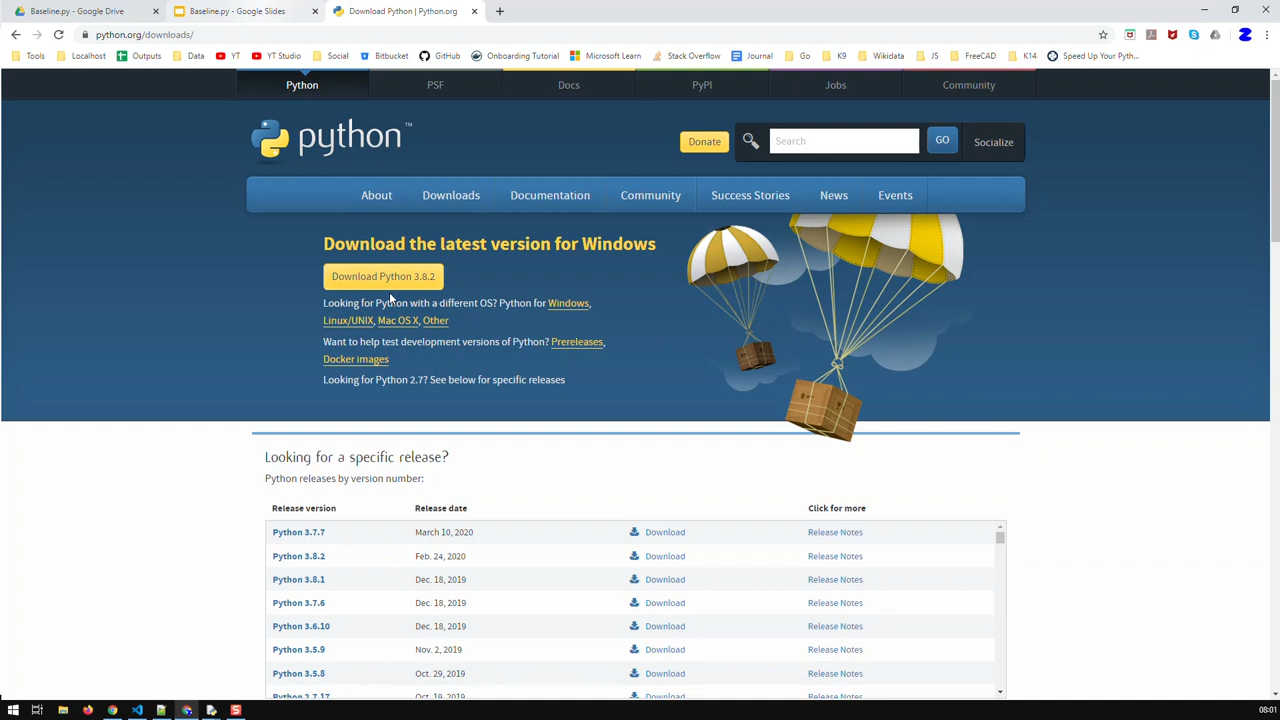 Baseline.py - Google Drive
Baseline.py - Google Slides
Download Python | Python.org
python.org/downloads/
Tools
Localhost
Outputs
Data
YT
YT Studio
Social
Bitbucket
GitHub
Onboarding Tutorial
Microsoft Learn
Stack Overflow
Journal
Go
K9
Wikidata
JS
FreeCAD
K14
Speed Up Your Pyth...
Python
PSF
Docs
PyPI
Jobs
Community
python™
Donate
Search
GO
Socialize
About
Downloads
Documentation
Community
Success Stories
News
Events
Download the latest version for Windows
Download Python 3.8.2
Looking for Python with a different OS? Python for Windows,
Linux/UNIX, Mac OS X, Other
Want to help test development versions of Python? Prereleases,
Docker images
Looking for Python 2.7? See below for specific releases
Looking for a specific release?
Python releases by version number:
Release version Release date Click for more
Python 3.7.7 March 10, 2020 Download Release Notes
Python 3.8.2 Feb. 24, 2020 Download Release Notes
Python 3.8.1 Dec. 18, 2019 Download Release Notes
Python 3.7.6 Dec. 18, 2019 Download Release Notes
Python 3.6.10 Dec. 18, 2019 Download Release Notes
Python 3.5.9 Nov. 2, 2019 Download Release Notes
Python 3.5.8 Oct. 29, 2019 Download Release Notes
Python 2.7.17 Oct. 19, 2019 Download Release Notes
08:01